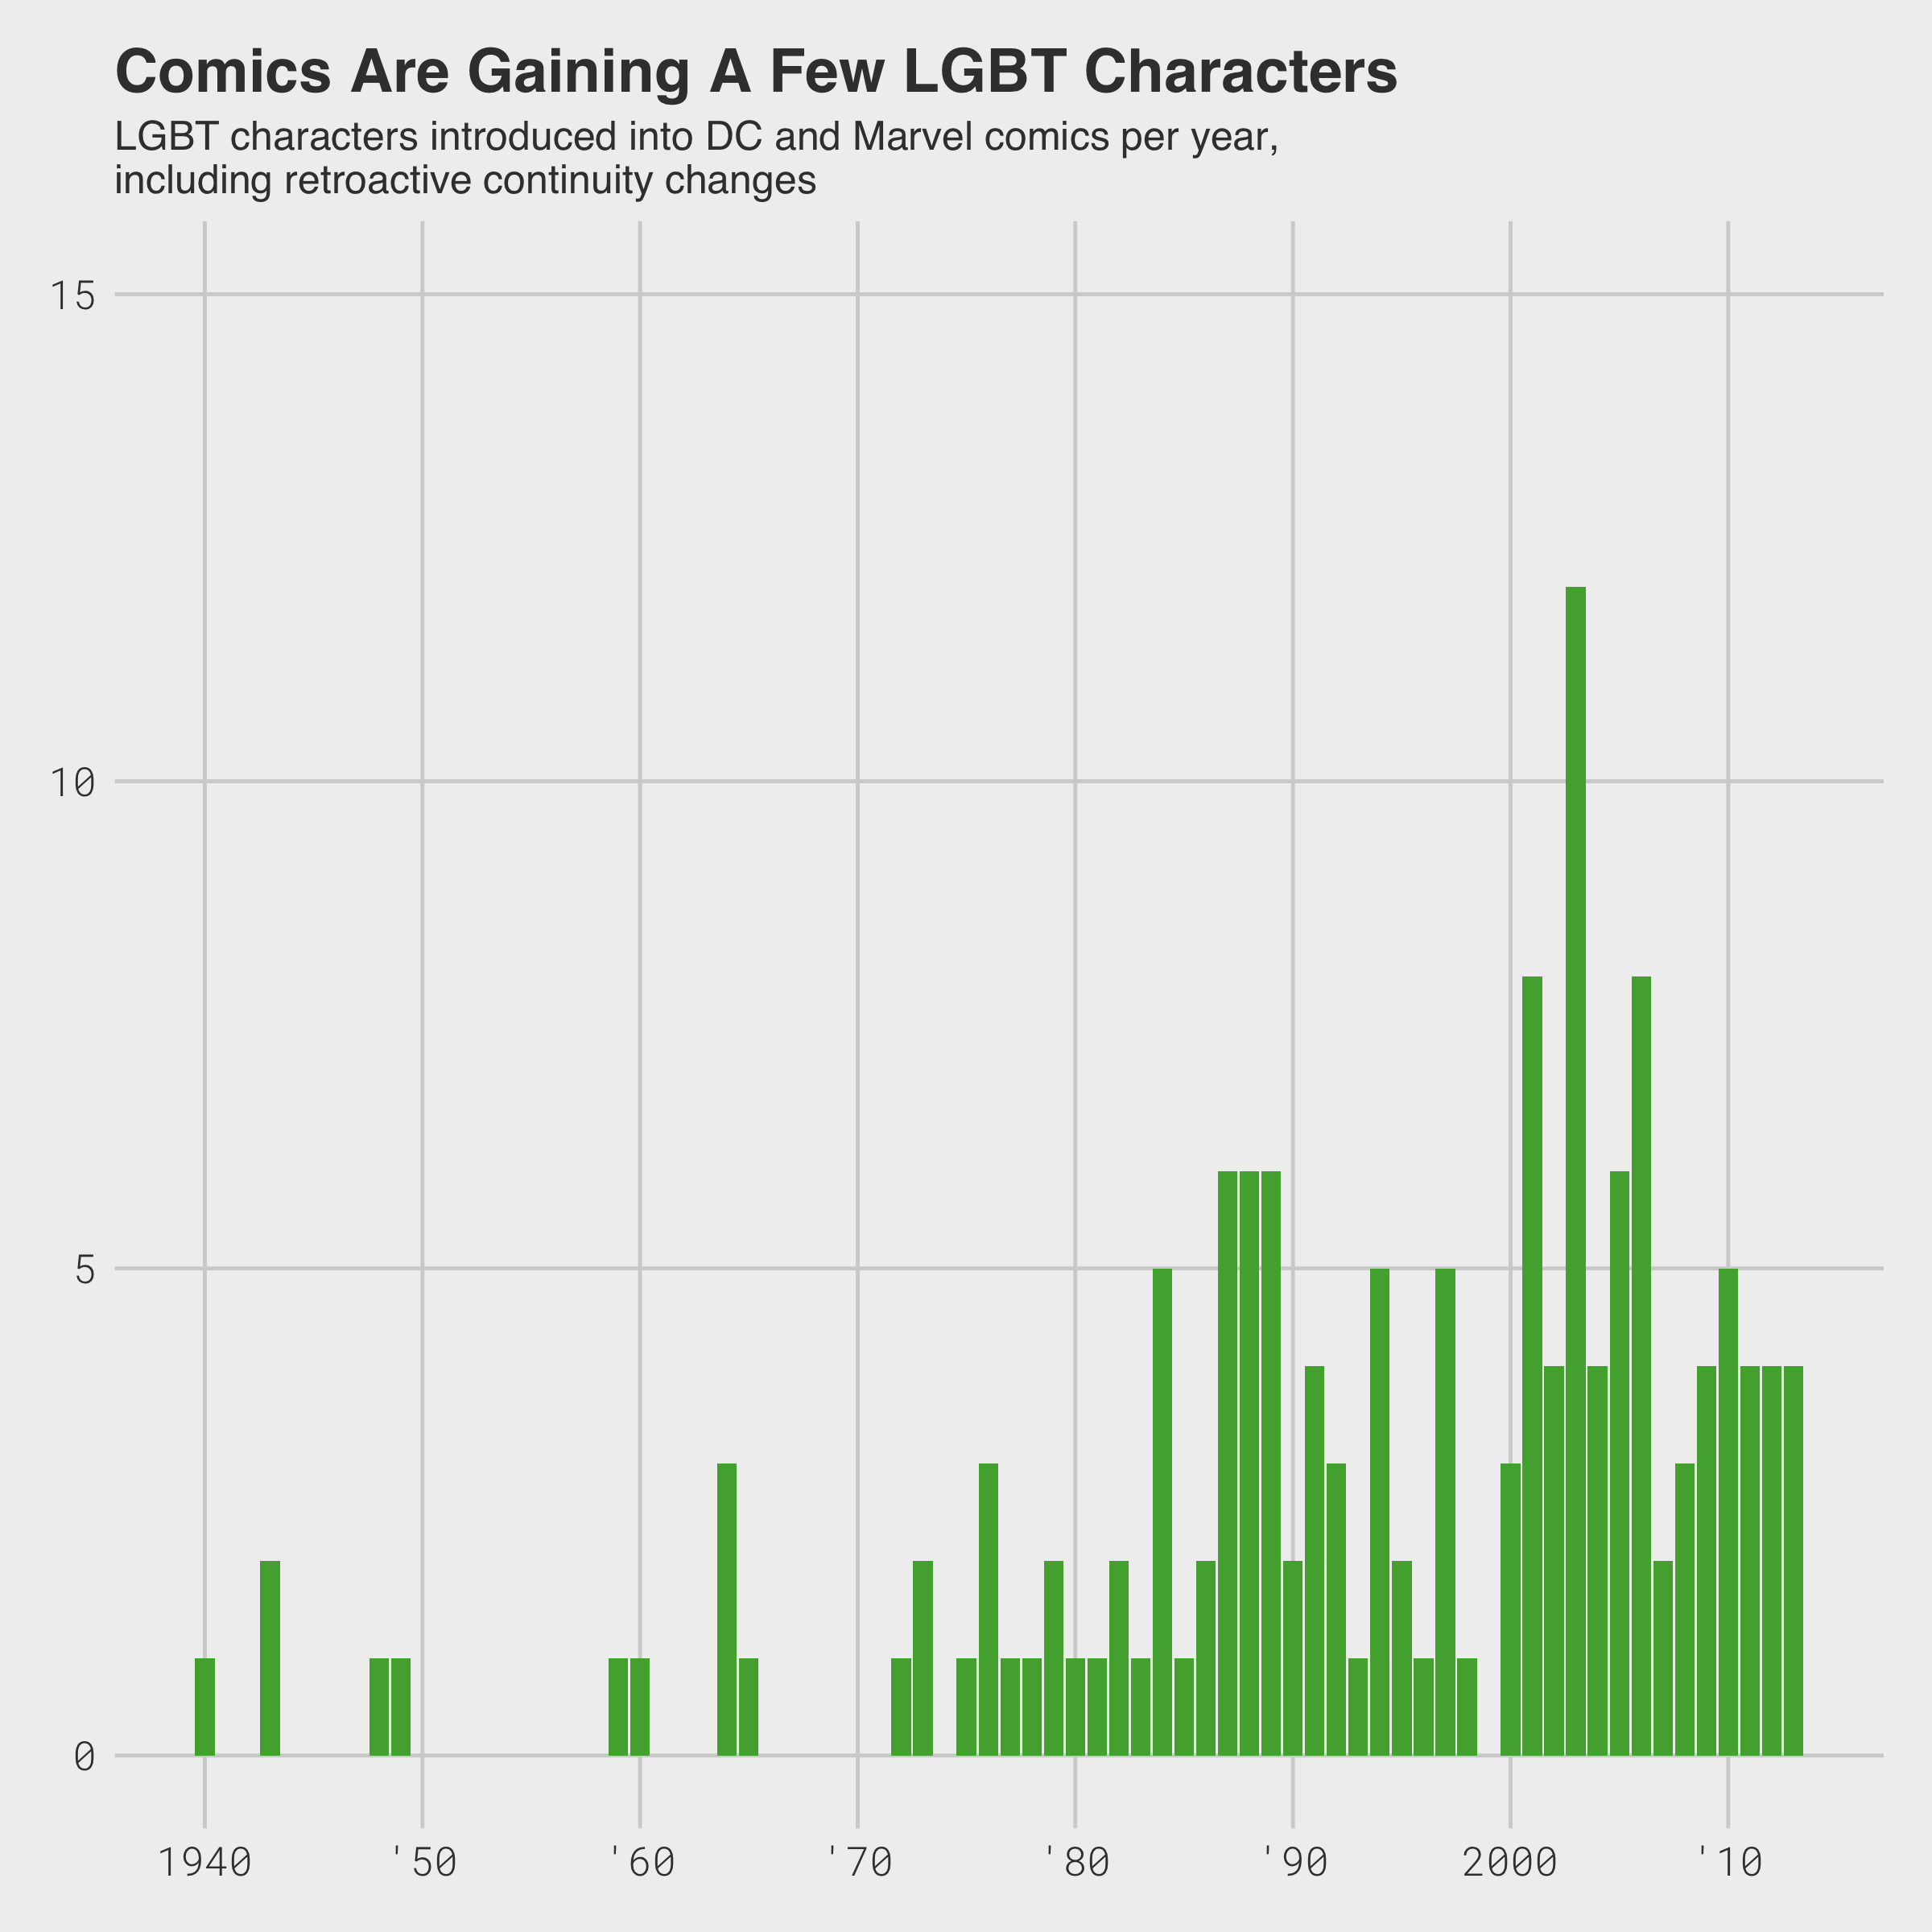 Comics Are Gaining A Few LGBT Characters
LGBT characters introduced into DC and Marvel comics per year,
including retroactive continuity changes
15
10
5
0
1940 '50 '60 '70 '80 '90 2000 '10